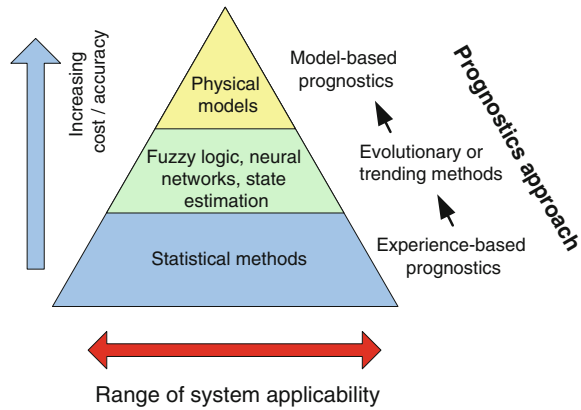 Increasing
cost / accuracy
Physical
models
Model-based
prognostics
Prognostics approach
Fuzzy logic, neural
networks, state
estimation
Evolutionary or
trending methods
Statistical methods
Experience-based
prognostics
Range of system applicability